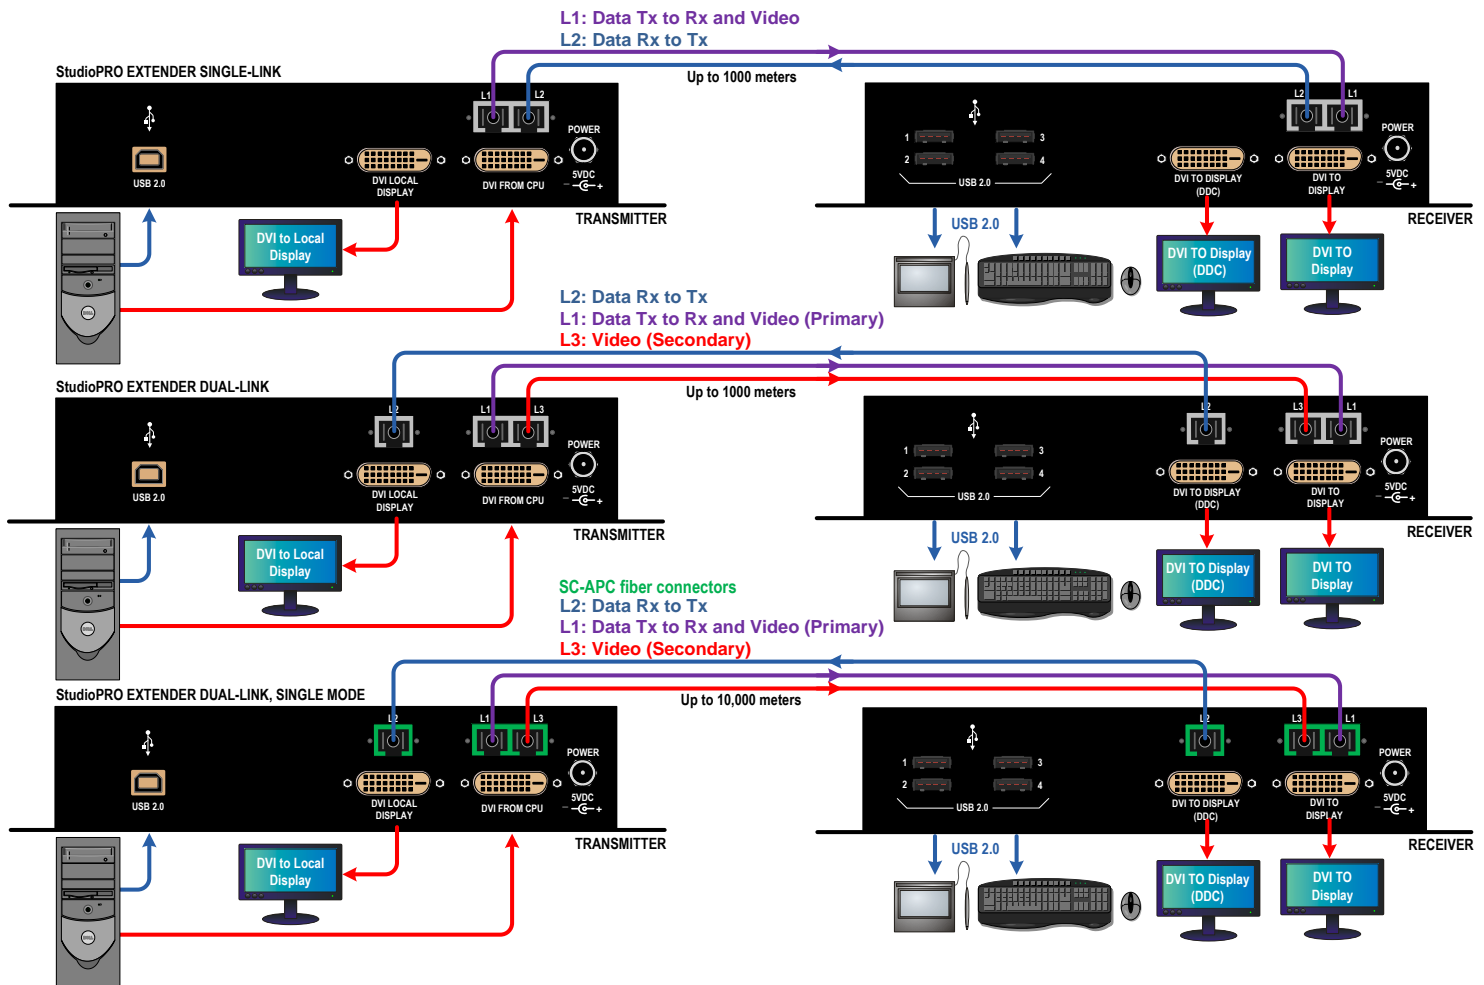 L1: Data Tx to Rx and Video
L2: Data Rx to Tx
StudioPRO EXTENDER SINGLE-LINK
Up to 1000 meters
L1 L2
POWER
5VDC
- +
USB 2.0
DVI LOCAL
DISPLAY
DVI FROM CPU
TRANSMITTER
DVI to Local
Display
L2 L1
1 3
2 4
USB 2.0
DVI TO DISPLAY
(DDC)
DVI TO
DISPLAY
POWER
5VDC
- +
RECEIVER
USB 2.0
DVI TO Display
(DDC)
DVI TO
Display
L2: Data Rx to Tx
L1: Data Tx to Rx and Video (Primary)
L3: Video (Secondary)
StudioPRO EXTENDER DUAL-LINK
Up to 1000 meters
L2 L1 L3
POWER
5VDC
- +
USB 2.0
DVI LOCAL
DISPLAY
DVI FROM CPU
TRANSMITTER
DVI to Local
Display
L2 L3 L1
1 3
2 4
USB 2.0
DVI TO DISPLAY
(DDC)
DVI TO
DISPLAY
POWER
5VDC
- +
RECEIVER
USB 2.0
DVI TO Display
(DDC)
DVI TO
Display
SC-APC fiber connectors
L2: Data Rx to Tx
L1: Data Tx to Rx and Video (Primary)
L3: Video (Secondary)
StudioPRO EXTENDER DUAL-LINK, SINGLE MODE
Up to 10,000 meters
L2 L1 L3
POWER
5VDC
- +
USB 2.0
DVI LOCAL
DISPLAY
DVI FROM CPU
TRANSMITTER
DVI to Local
Display
L2 L3 L1
1 3
2 4
USB 2.0
DVI TO DISPLAY
(DDC)
DVI TO
DISPLAY
POWER
5VDC
- +
RECEIVER
USB 2.0
DVI TO Display
(DDC)
DVI TO
Display